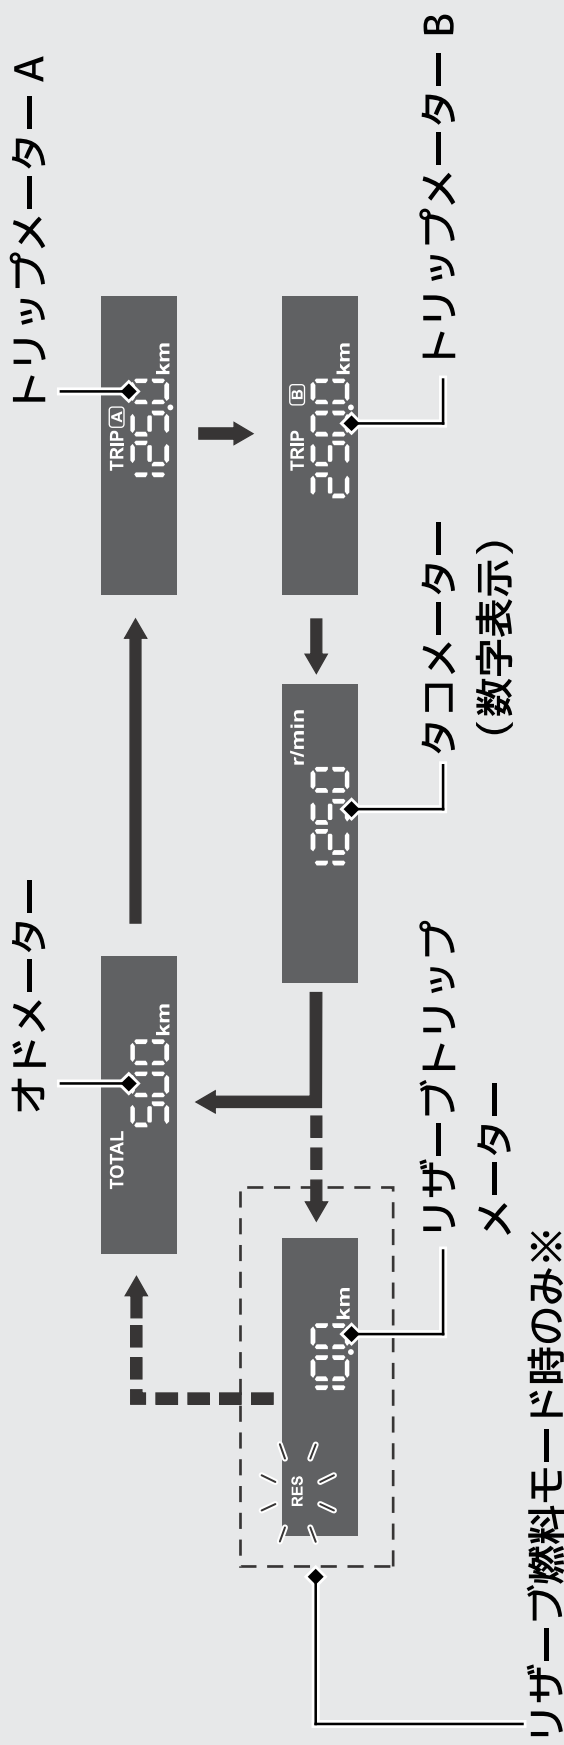 オドメーター
トリップメーター A
TOTAL
500 km
TRIP A
125.0 km
RES
10.0 km
r/min
1250
TRIP B
250.0 km
リザーブトリップ
メーター
タコメーター
（数字表示）
トリップメーター B
リザーブ燃料モード時のみ※